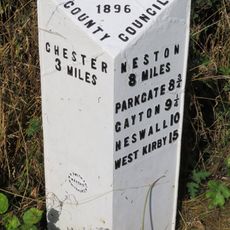 1896
COUNTY COUNCIL
CHESTER
3 MILES
NESTON
8 MILES
PARKGATE 8¾
GAYTON 9½
HESWALL 10
WEST KIRBY 15